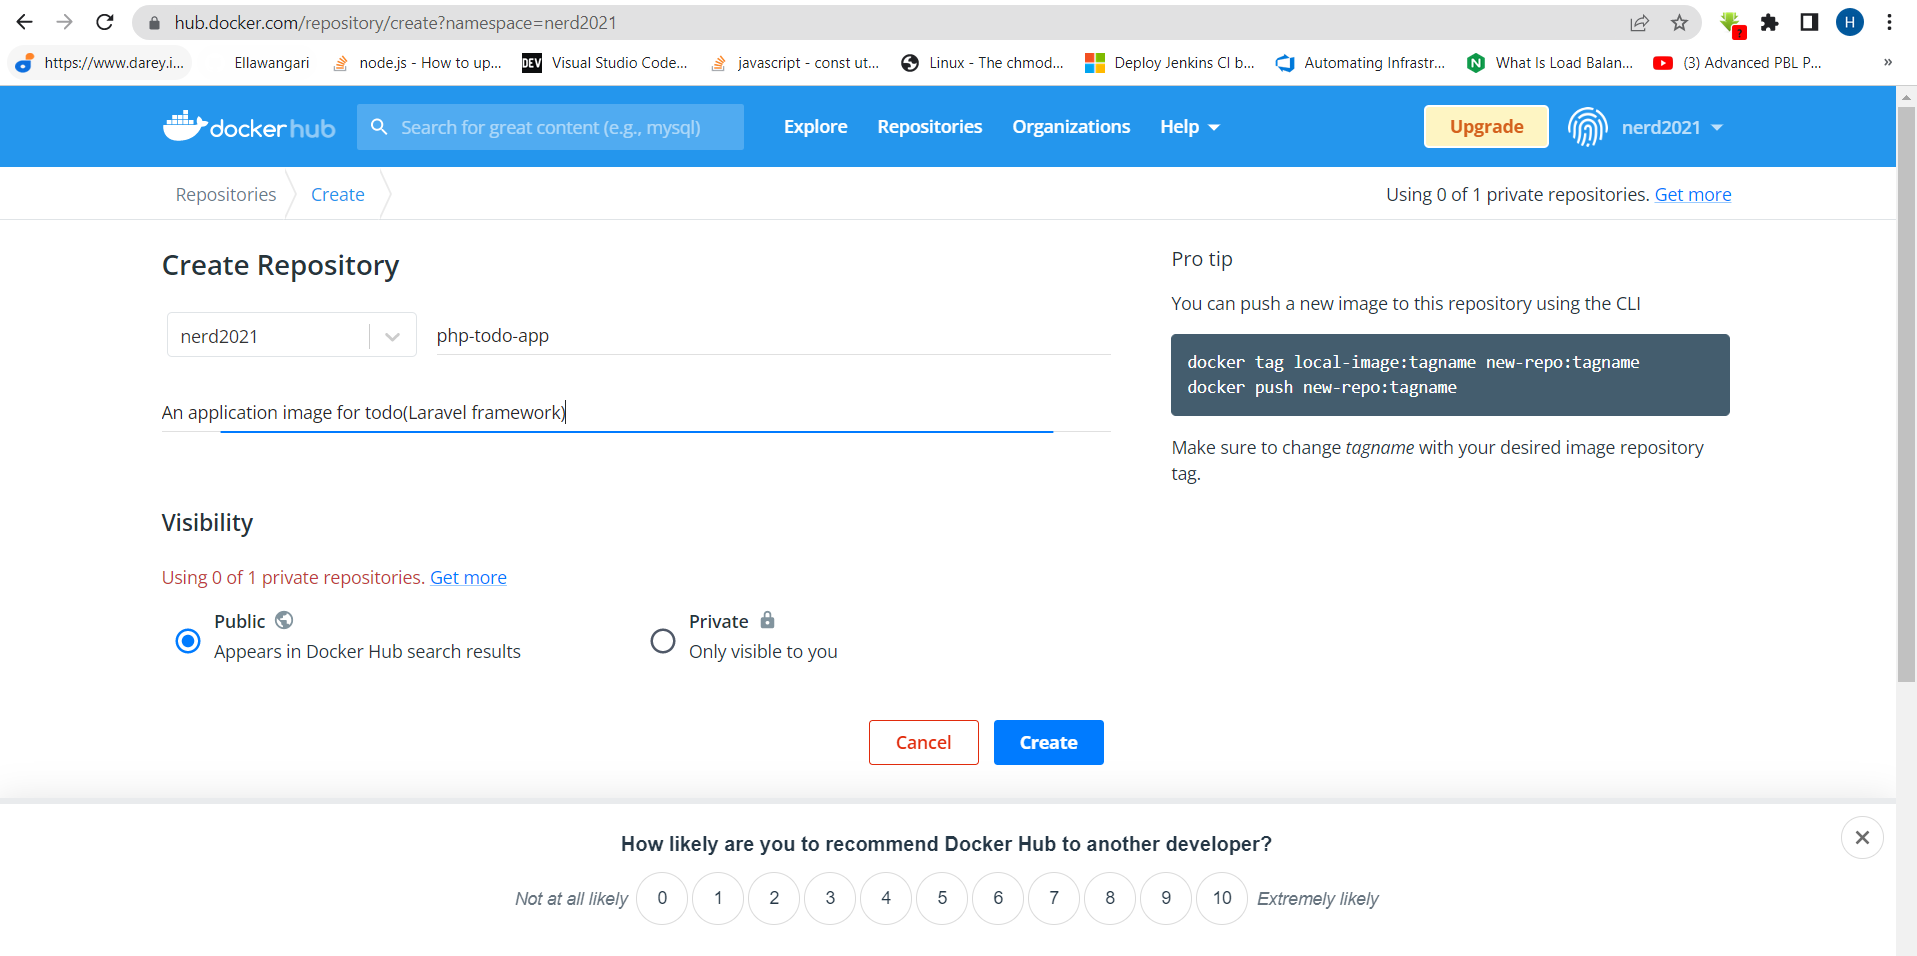 hub.docker.com/repository/create?namespace=nerd2021
?
H
https://www.darey.i...
Ellawangari
node.js - How to up...
DEV
Visual Studio Code...
javascript - const ut...
Linux - The chmod...
Deploy Jenkins CI b...
Automating Infrastr...
N
What Is Load Balan...
(3) Advanced PBL P...
»
dockerhub
Search for great content (e.g., mysql)
Explore
Repositories
Organizations
Help
Upgrade
nerd2021
Repositories
Create
Using 0 of 1 private repositories. Get more
Create Repository
nerd2021
php-todo-app
An application image for todo(Laravel framework)
Visibility
Using 0 of 1 private repositories. Get more
Public
Appears in Docker Hub search results
Private
Only visible to you
Cancel
Create
Pro tip
You can push a new image to this repository using the CLI
docker tag local-image:tagname new-repo:tagname
docker push new-repo:tagname
Make sure to change tagname with your desired image repository
tag.
How likely are you to recommend Docker Hub to another developer?
Not at all likely 0 1 2 3 4 5 6 7 8 9 10 Extremely likely